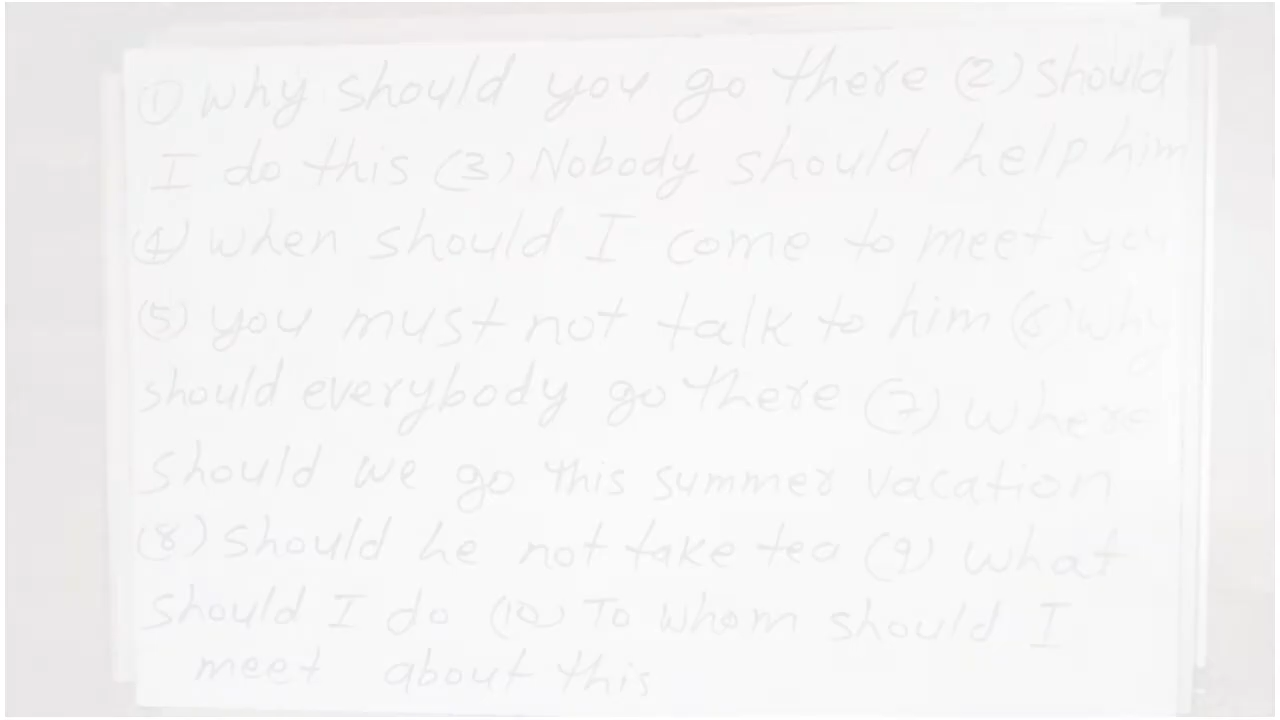 ① Why should you go there (2) Should
I do this (3) Nobody should help him
(4) when should I come to meet you
(5) you must not talk to him (6) why
should everybody go there (7) Where
should we go this summer vacation
(8) Should he not take tea (9) What
should I do (10) To whom should I
meet about this